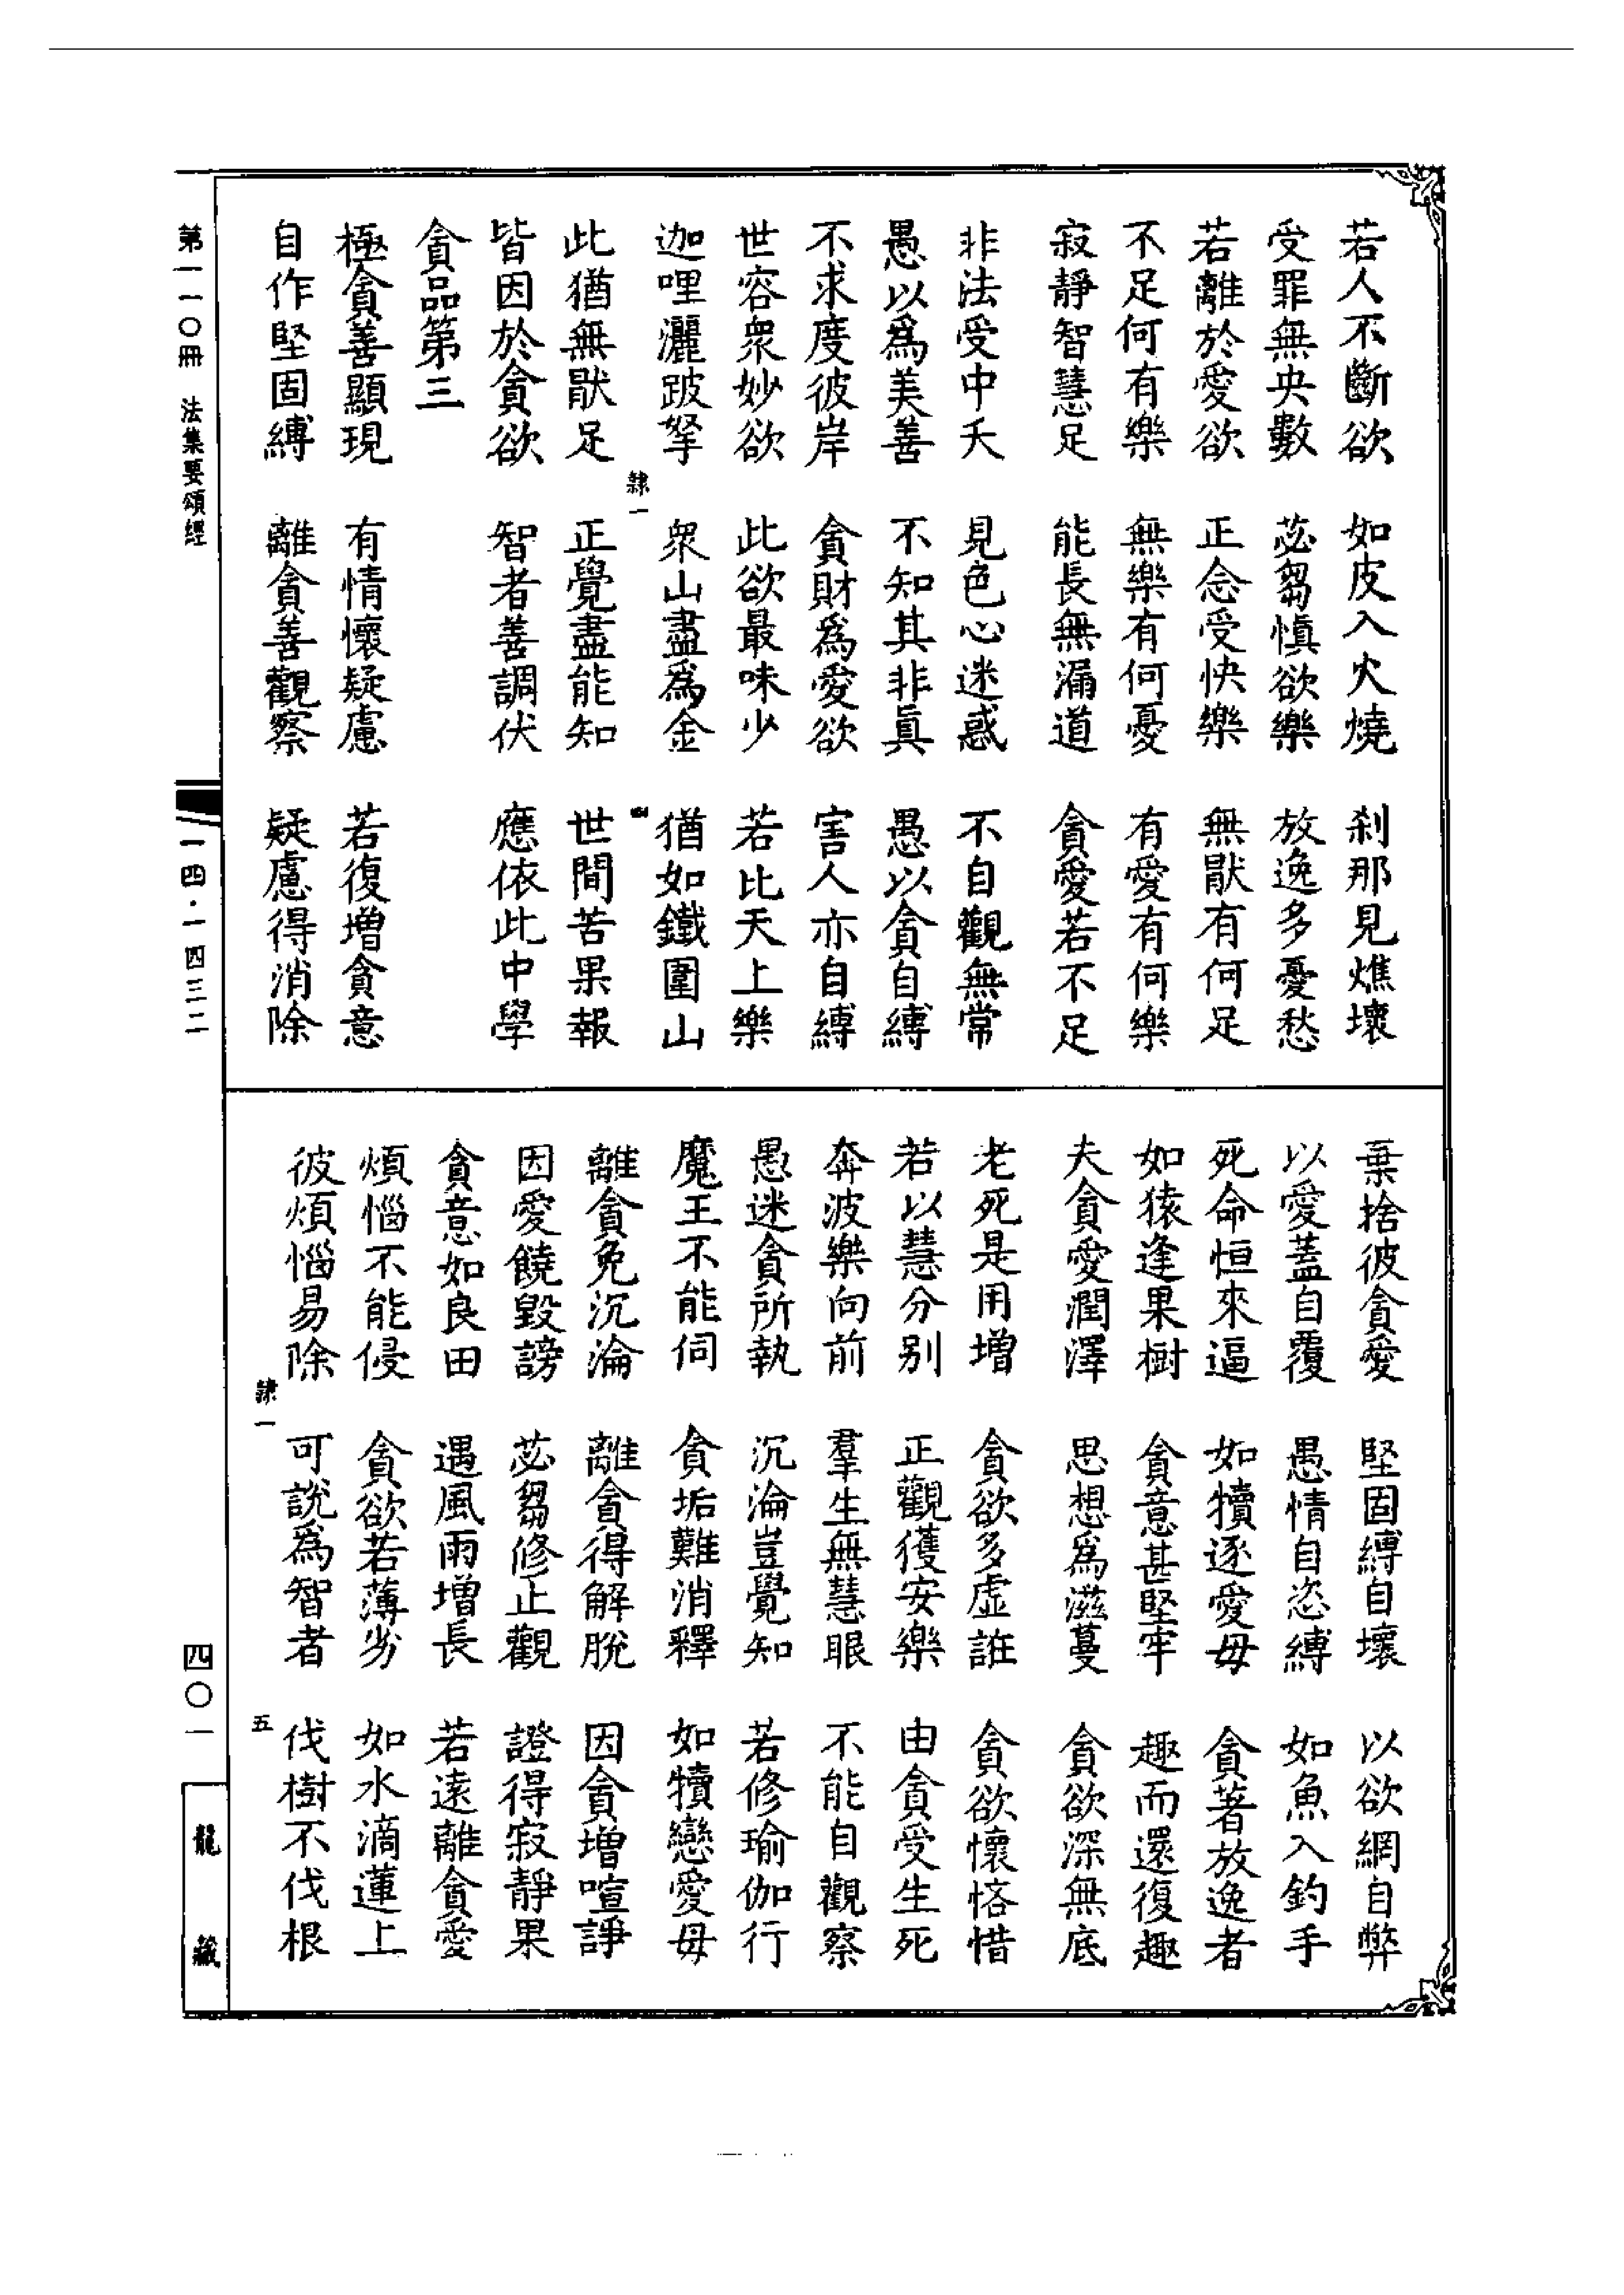 若人不斷欲　如皮入火燒　刹那見燋壞
受罪無央數　苾芻慎欲樂　放逸多憂愁
若離於愛欲　正念受快樂　無猒有何足
不足何有樂　無樂有何憂　有愛有何樂
寂靜智慧足　能長無漏道　貪愛若不足
非法受中夭　見色心迷惑　不自觀無常
愚以爲美善　不知其非真　愚以貪自縛
不求度彼岸　貪財爲愛欲　害人亦自縛
世容衆妙欲　此欲最味少　若比天上樂
迦哩灑跛拏　衆山盡爲金　猶如鐵圍山
隸一　四
此猶無猒足　正覺盡能知　世間苦果報
皆因於貪欲　智者善調伏　應依此中學
貪品第三
極貪善顯現　有情懷疑慮　若復增貪意
自作堅固縛　離貪善觀察　疑慮得消除
棄捨彼貪愛　堅固縛自壞　以欲網自弊
以愛蓋自覆　愚情自恣縛　如魚入釣手
死命恒來逼　如犢逐愛母　貪著放逸者
如猿逢果樹　貪意甚堅牢　趣而還復趣
夫貪愛潤澤　思想爲滋蔓　貪欲深無底
老死是用增　貪欲多虛誑　貪欲懷悋惜
若以慧分別　正觀獲安樂　由貪受生死
奔波樂向前　羣生無慧眼　不能自觀察
愚迷貪所執　沉淪豈覺知　若修瑜伽行
魔王不能伺　貪垢難消釋　如犢戀愛母
離貪免沉淪　離貪得解脫　因貪增喧諍
因愛饒毀謗　苾芻修止觀　證得寂靜果
貪意如良田　遇風雨增長　若遠離貪愛
煩惱不能侵　貪欲若薄劣　如水滴蓮上
彼煩惱易除　可說爲智者　伐樹不伐根
隸一　五
第一一〇冊　法集要頌經
一四·一四三二
四〇一
龍藏